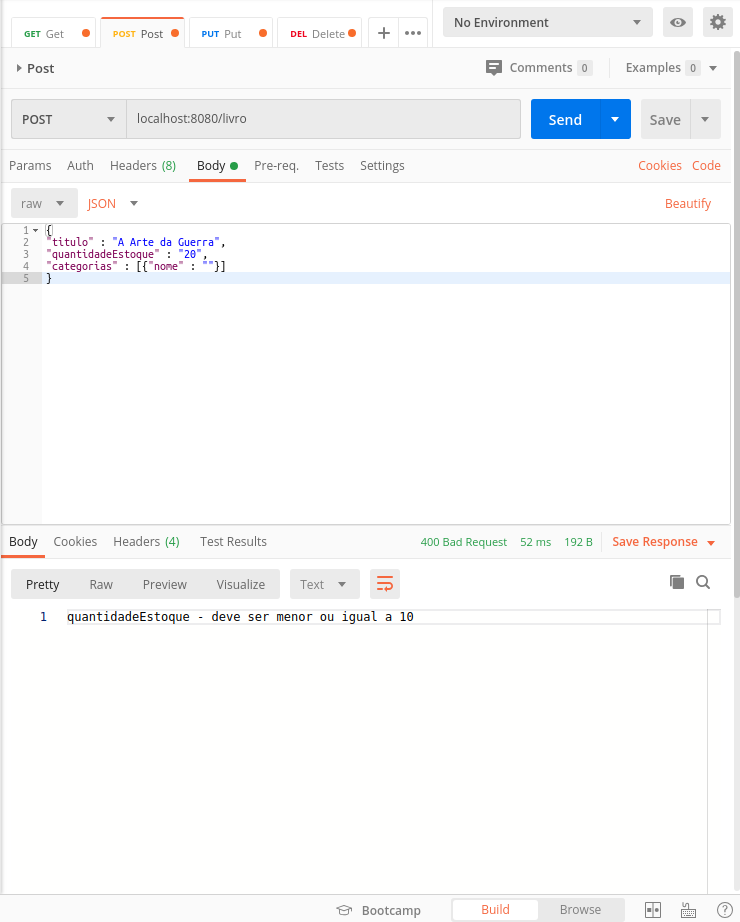 GET Get POST Post PUT Put DEL Delete + No Environment
Post Comments 0 Examples 0
POST localhost:8080/livro Send Save
Params Auth Headers (8) Body Pre-req. Tests Settings Cookies Code
raw JSON Beautify
1 {
2 "titulo" : "A Arte da Guerra",
3 "quantidadeEstoque" : "20",
4 "categorias" : [{"nome" : ""}]
5 }
Body Cookies Headers (4) Test Results 400 Bad Request 52 ms 192 B Save Response
Pretty Raw Preview Visualize Text
1 quantidadeEstoque - deve ser menor ou igual a 10
Bootcamp Build Browse ?